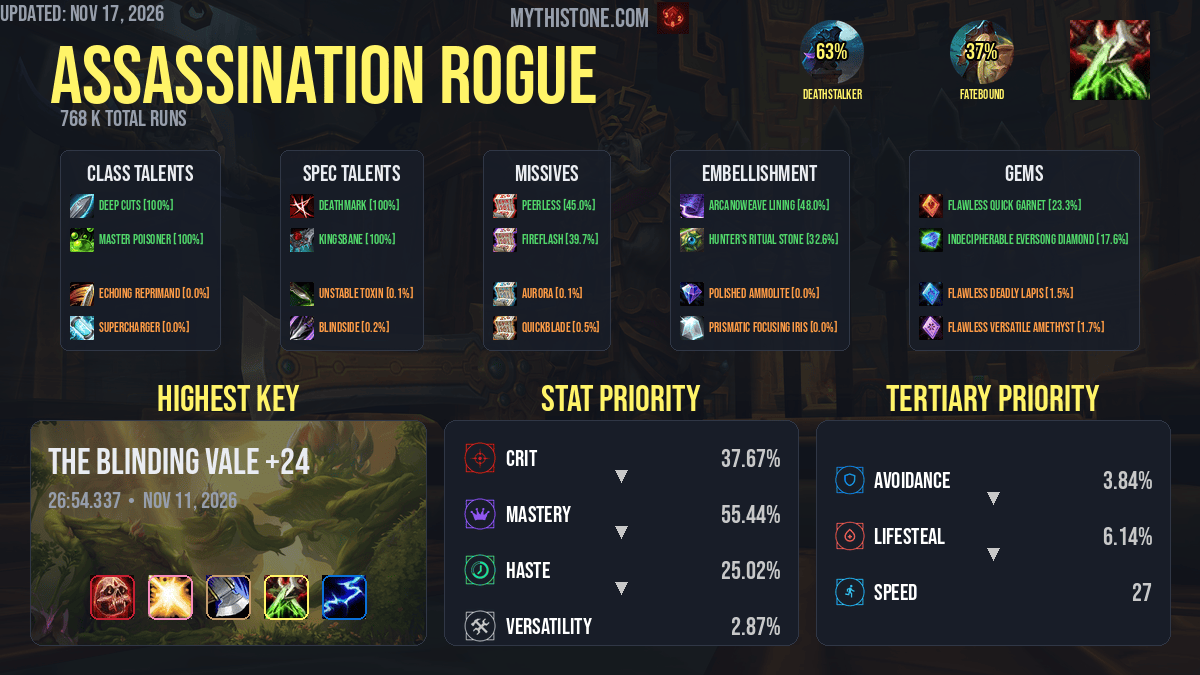 UPDATED: NOV 17, 2026
MYTHISTONE.COM
ASSASSINATION ROGUE
768 K TOTAL RUNS
63%
DEATHSTALKER
37%
FATEBOUND
CLASS TALENTS
DEEP CUTS [100%]
MASTER POISONER [100%]
ECHOING REPRIMAND [0.0%]
SUPERCHARGER [0.0%]
SPEC TALENTS
DEATHMARK [100%]
KINGSBANE [100%]
UNSTABLE TOXIN [0.1%]
BLINDSIDE [0.2%]
MISSIVES
PEERLESS [45.0%]
FIREFLASH [39.7%]
AURORA [0.1%]
QUICKBLADE [0.5%]
EMBELLISHMENT
ARCANOWEAVE LINING [48.0%]
HUNTER'S RITUAL STONE [32.6%]
POLISHED AMMOLITE [0.0%]
PRISMATIC FOCUSING IRIS [0.0%]
GEMS
FLAWLESS QUICK GARNET [23.3%]
INDECIPHERABLE EVERSONG DIAMOND [17.6%]
FLAWLESS DEADLY LAPIS [1.5%]
FLAWLESS VERSATILE AMETHYST [1.7%]
HIGHEST KEY
THE BLINDING VALE +24
26:54.337 • NOV 11, 2026
STAT PRIORITY
CRIT 37.67%
MASTERY 55.44%
HASTE 25.02%
VERSATILITY 2.87%
TERTIARY PRIORITY
AVOIDANCE 3.84%
LIFESTEAL 6.14%
SPEED 27